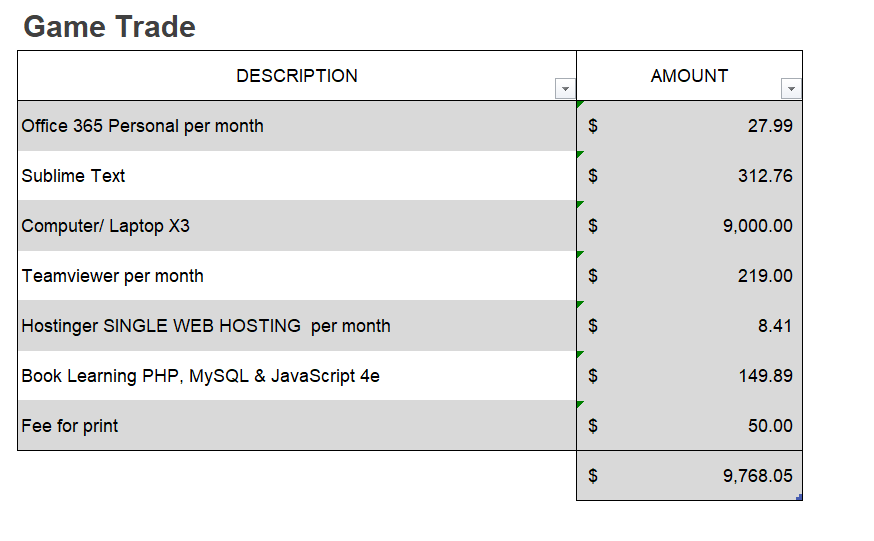 Game Trade
DESCRIPTION AMOUNT
Office 365 Personal per month $ 27.99
Sublime Text $ 312.76
Computer/ Laptop X3 $ 9,000.00
Teamviewer per month $ 219.00
Hostinger SINGLE WEB HOSTING  per month $ 8.41
Book Learning PHP, MySQL & JavaScript 4e $ 149.89
Fee for print $ 50.00
$ 9,768.05